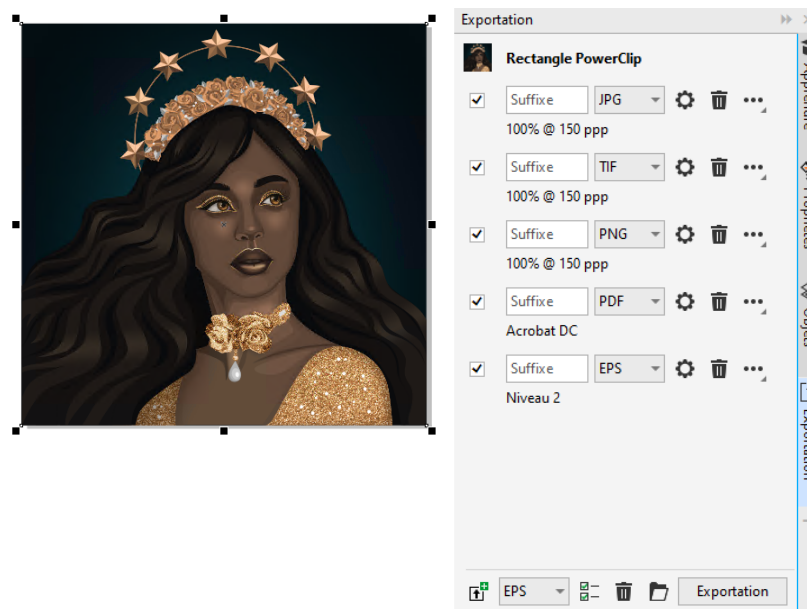 Exportation
Rectangle PowerClip
Suffixe JPG
100% @ 150 ppp
Suffixe TIF
100% @ 150 ppp
Suffixe PNG
100% @ 150 ppp
Suffixe PDF
Acrobat DC
Suffixe EPS
Niveau 2
EPS Exportation